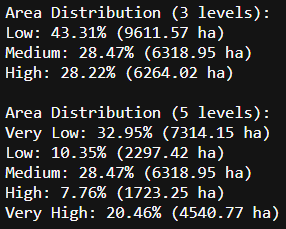 Area Distribution (3 levels):
Low: 43.31% (9611.57 ha)
Medium: 28.47% (6318.95 ha)
High: 28.22% (6264.02 ha)

Area Distribution (5 levels):
Very Low: 32.95% (7314.15 ha)
Low: 10.35% (2297.42 ha)
Medium: 28.47% (6318.95 ha)
High: 7.76% (1723.25 ha)
Very High: 20.46% (4540.77 ha)